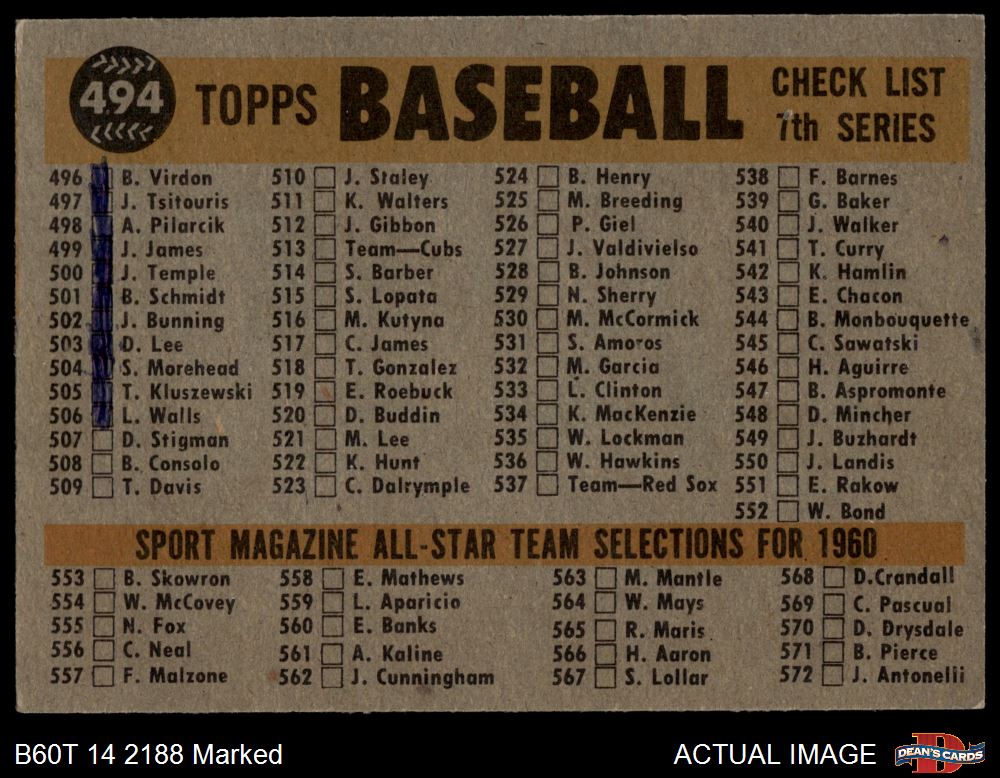 494 TOPPS BASEBALL CHECK LIST
7th SERIES
496 B. Virdon
497 J. Tsitouris
498 A. Pilarcik
499 J. James
500 J. Temple
501 B. Schmidt
502 J. Bunning
503 D. Lee
504 S. Morehead
505 T. Kluszewski
506 L. Walls
507 D. Stigman
508 B. Consolo
509 T. Davis
510 J. Staley
511 K. Walters
512 J. Gibbon
513 Team—Cubs
514 S. Barber
515 S. Lopata
516 M. Kutyna
517 C. James
518 T. Gonzalez
519 E. Roebuck
520 D. Buddin
521 M. Lee
522 K. Hunt
523 C. Dalrymple
524 B. Henry
525 M. Breeding
526 P. Giel
527 J. Valdivielso
528 B. Johnson
529 N. Sherry
530 M. McCormick
531 S. Amoros
532 M. Garcia
533 L. Clinton
534 K. MacKenzie
535 W. Lockman
536 W. Hawkins
537 Team—Red Sox
538 F. Barnes
539 G. Baker
540 J. Walker
541 T. Curry
542 K. Hamlin
543 E. Chacon
544 B. Monbouquette
545 C. Sawatski
546 H. Aguirre
547 B. Aspromonte
548 D. Mincher
549 J. Buzhardt
550 J. Landis
551 E. Rakow
552 W. Bond
SPORT MAGAZINE ALL-STAR TEAM SELECTIONS FOR 1960
553 B. Skowron
554 W. McCovey
555 N. Fox
556 C. Neal
557 F. Malzone
558 E. Mathews
559 L. Aparicio
560 E. Banks
561 A. Kaline
562 J. Cunningham
563 M. Mantle
564 W. Mays
565 R. Maris
566 H. Aaron
567 S. Lollar
568 D.Crandall
569 C. Pascual
570 D. Drysdale
571 B. Pierce
572 J. Antonelli
B60T 14 2188 Marked
ACTUAL IMAGE
DEAN'S CARDS